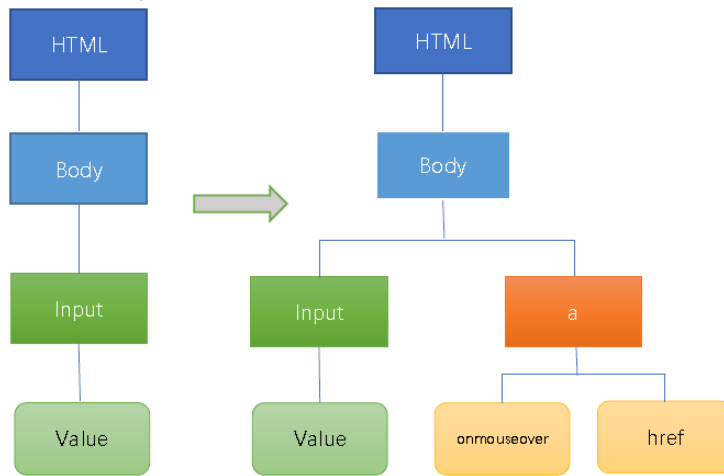 HTML
HTML
Body
Body
Input
Input
a
Value
Value
onmouseover
href